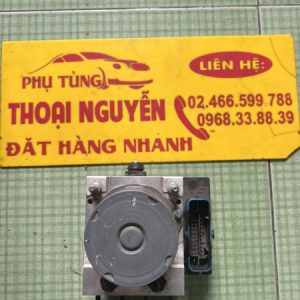 LIÊN HỆ:
PHỤ TÙNG
THOẠI NGUYỄN
02.466.599.788
0968.33.88.39
ĐẶT HÀNG NHANH